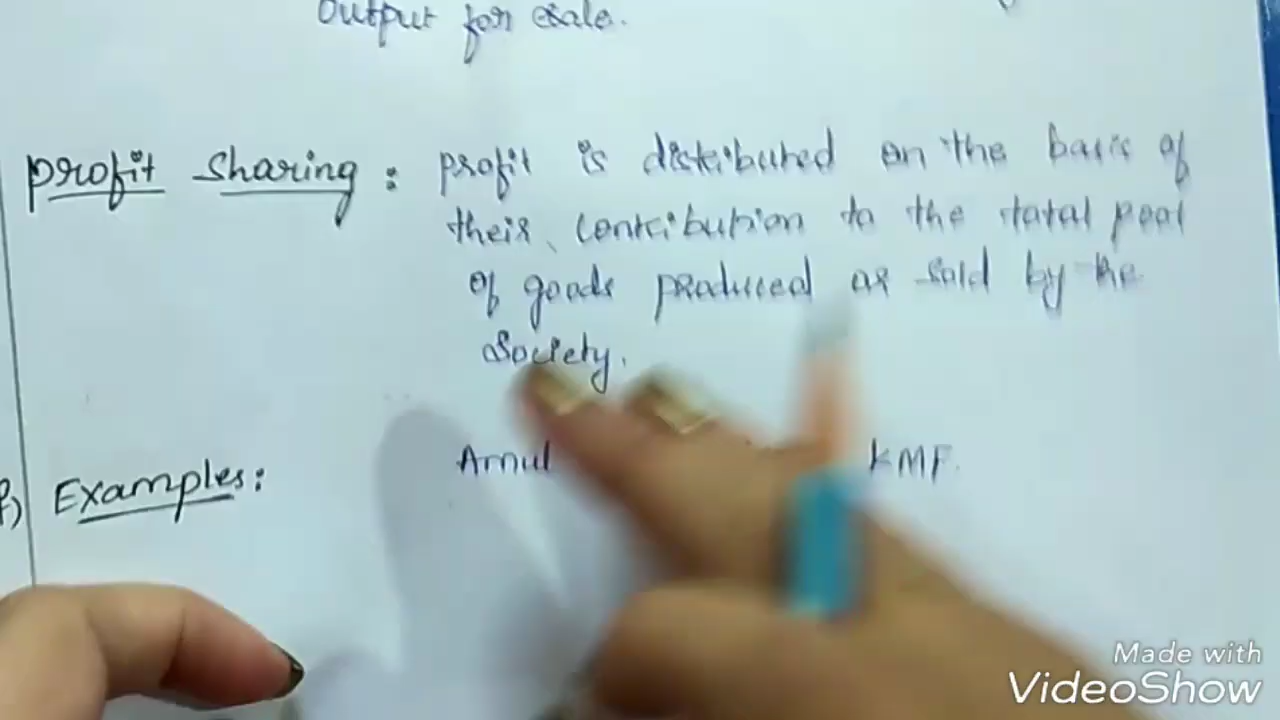 Output for sale.
Profit Sharing : Profit is distributed on the basis of
their contribution to the total pool
of goods produced or sold by the
Society.
f) Examples: Amul KMF.
Made with
VideoShow